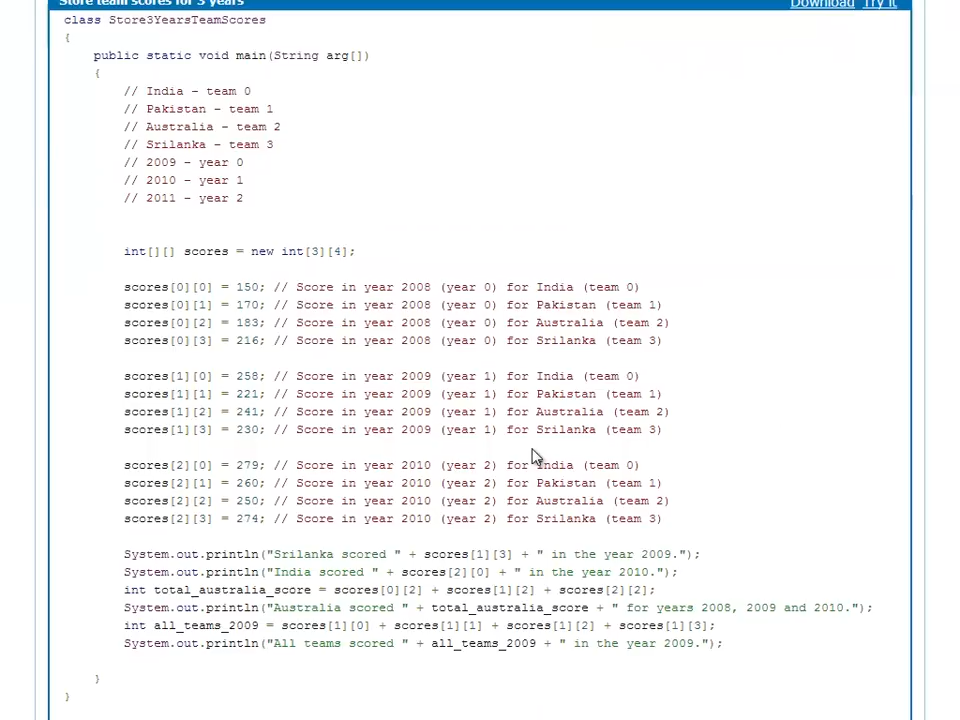 Store team scores for 3 years
Download Try it
class Store3YearsTeamScores
{
public static void main(String arg[])
{
// India - team 0
// Pakistan - team 1
// Australia - team 2
// Srilanka - team 3
// 2009 - year 0
// 2010 - year 1
// 2011 - year 2
int[][] scores = new int[3][4];
scores[0][0] = 150; // Score in year 2008 (year 0) for India (team 0)
scores[0][1] = 170; // Score in year 2008 (year 0) for Pakistan (team 1)
scores[0][2] = 183; // Score in year 2008 (year 0) for Australia (team 2)
scores[0][3] = 216; // Score in year 2008 (year 0) for Srilanka (team 3)
scores[1][0] = 258; // Score in year 2009 (year 1) for India (team 0)
scores[1][1] = 221; // Score in year 2009 (year 1) for Pakistan (team 1)
scores[1][2] = 241; // Score in year 2009 (year 1) for Australia (team 2)
scores[1][3] = 230; // Score in year 2009 (year 1) for Srilanka (team 3)
scores[2][0] = 279; // Score in year 2010 (year 2) for India (team 0)
scores[2][1] = 260; // Score in year 2010 (year 2) for Pakistan (team 1)
scores[2][2] = 250; // Score in year 2010 (year 2) for Australia (team 2)
scores[2][3] = 274; // Score in year 2010 (year 2) for Srilanka (team 3)
System.out.println("Srilanka scored " + scores[1][3] + " in the year 2009.");
System.out.println("India scored " + scores[2][0] + " in the year 2010.");
int total_australia_score = scores[0][2] + scores[1][2] + scores[2][2];
System.out.println("Australia scored " + total_australia_score + " for years 2008, 2009 and 2010.");
int all_teams_2009 = scores[1][0] + scores[1][1] + scores[1][2] + scores[1][3];
System.out.println("All teams scored " + all_teams_2009 + " in the year 2009.");
}
}